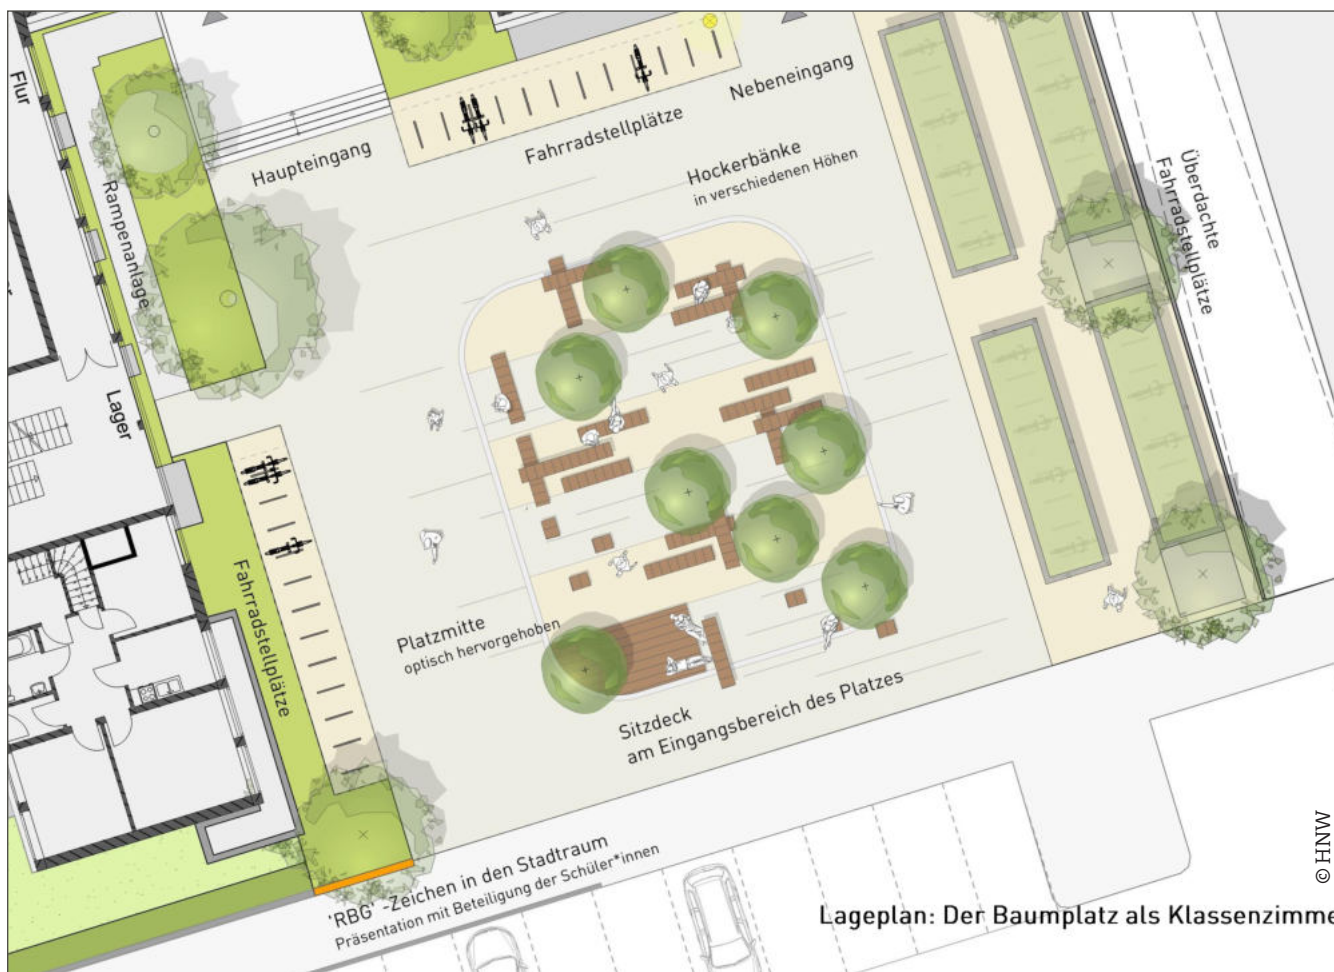 Flur
Haupteingang
Fahrradstellplätze
Nebeneingang
Hockerbänke
in verschiedenen Höhen
Überdachte
Fahrradstellplätze
Rampenanlage
Lager
Fahrradstellplätze
Platzmitte
optisch hervorgehoben
Sitzdeck
am Eingangsbereich des Platzes
'RBG' -Zeichen in den Stadtraum
Präsentation mit Beteiligung der Schüler*innen
© HNW
Lageplan: Der Baumplatz als Klassenzimme